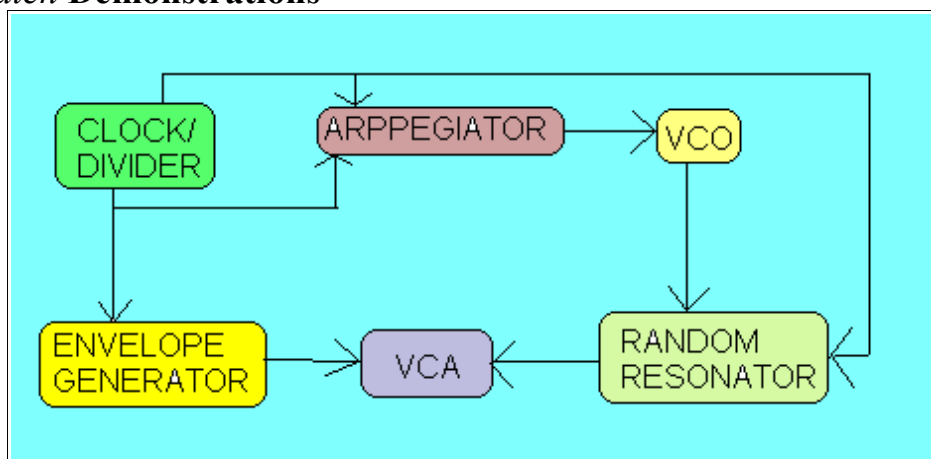 Demonstrations
CLOCK/
DIVIDER
ARPPEGIATOR
VCO
ENVELOPE
GENERATOR
VCA
RANDOM
RESONATOR